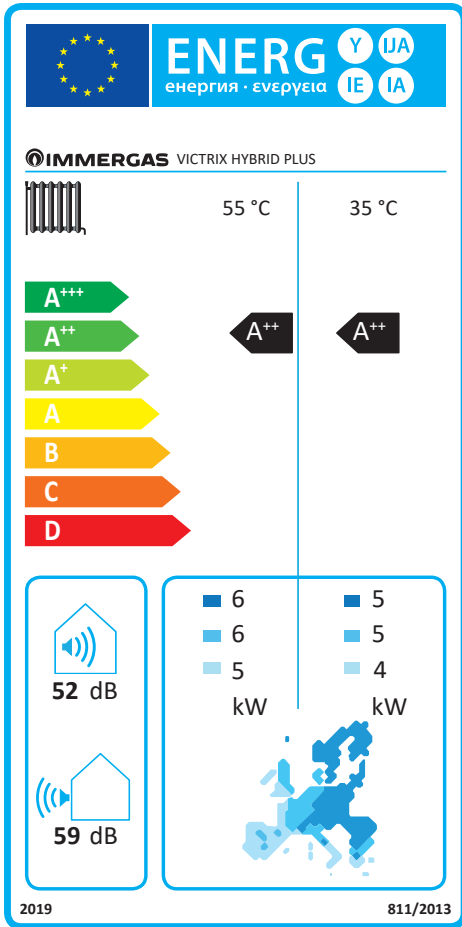 ENERG Y IJA
енергия · ενεργεια IE IA
IMMERGAS VICTRIX HYBRID PLUS
55 °C 35 °C
A+++
A++ A++ A++
A+
A
B
C
D
6 5
6 5
5 4
kW kW
52 dB
59 dB
2019 811/2013